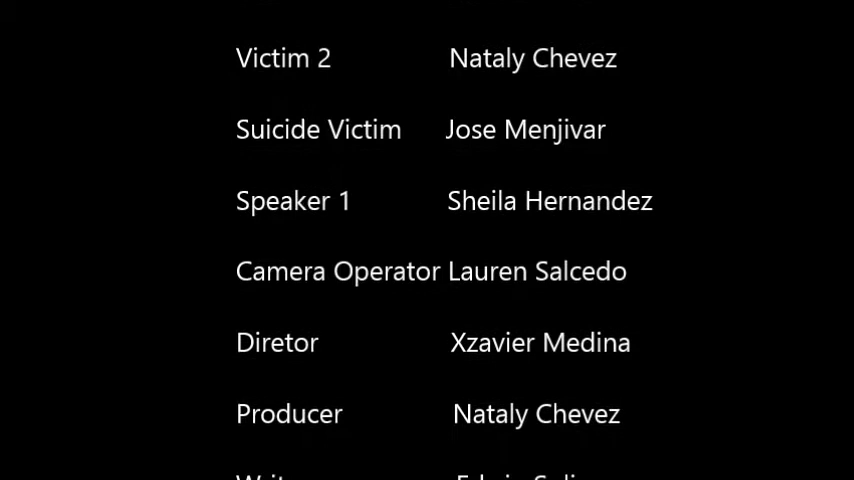 Victim 2 Nataly Chevez
Suicide Victim Jose Menjivar
Speaker 1 Sheila Hernandez
Camera Operator Lauren Salcedo
Diretor Xzavier Medina
Producer Nataly Chevez